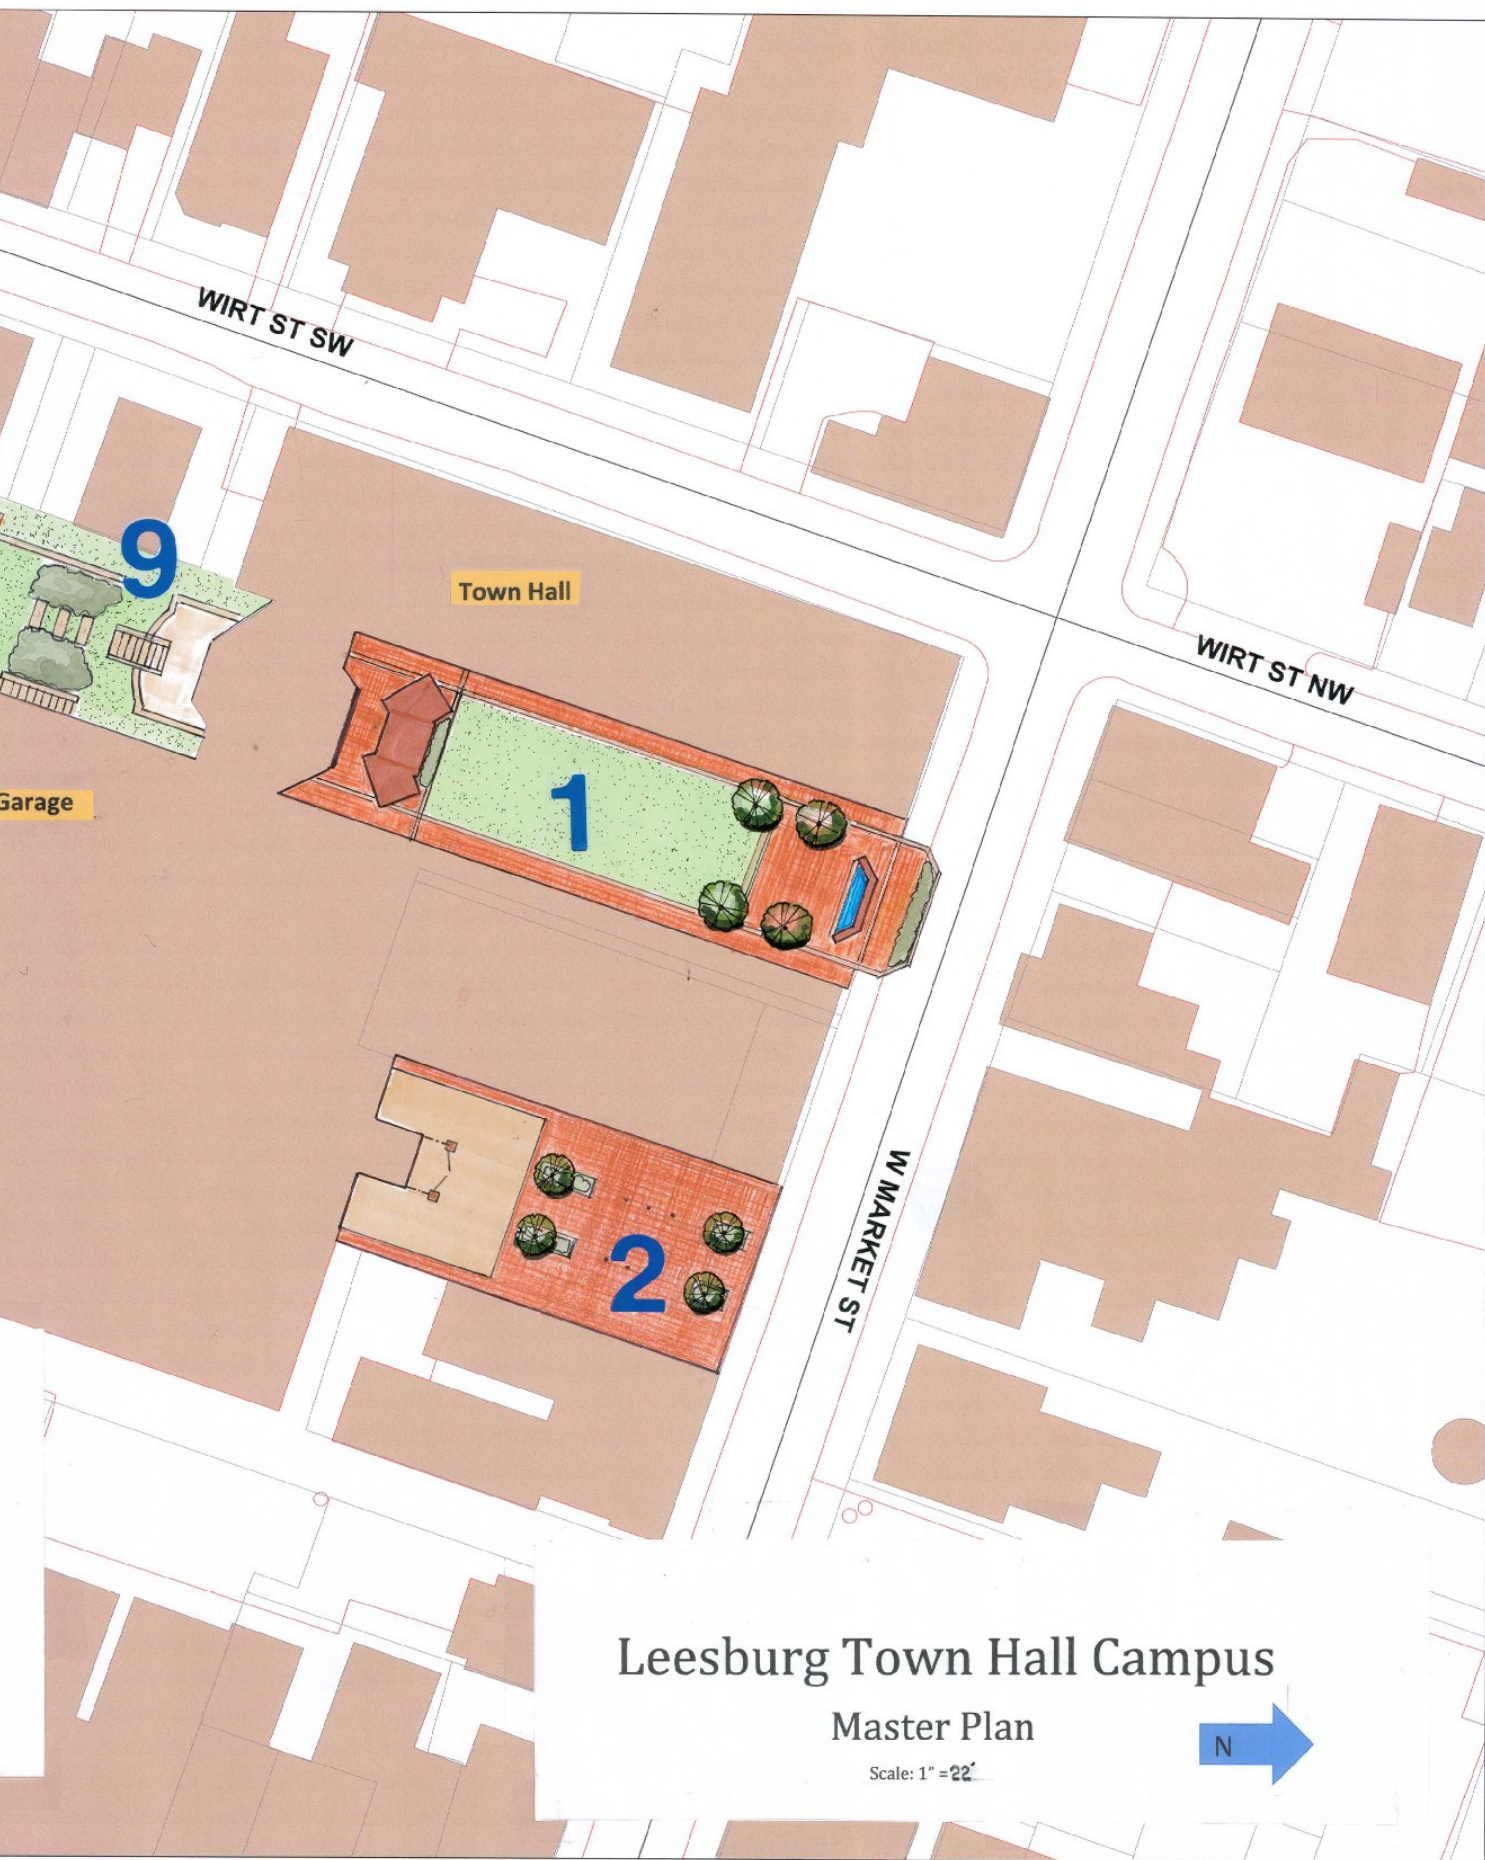 WIRT ST SW
9
Town Hall
WIRT ST NW
Garage
1
W MARKET ST
2
Leesburg Town Hall Campus
Master Plan
N
Scale: 1" = 22'